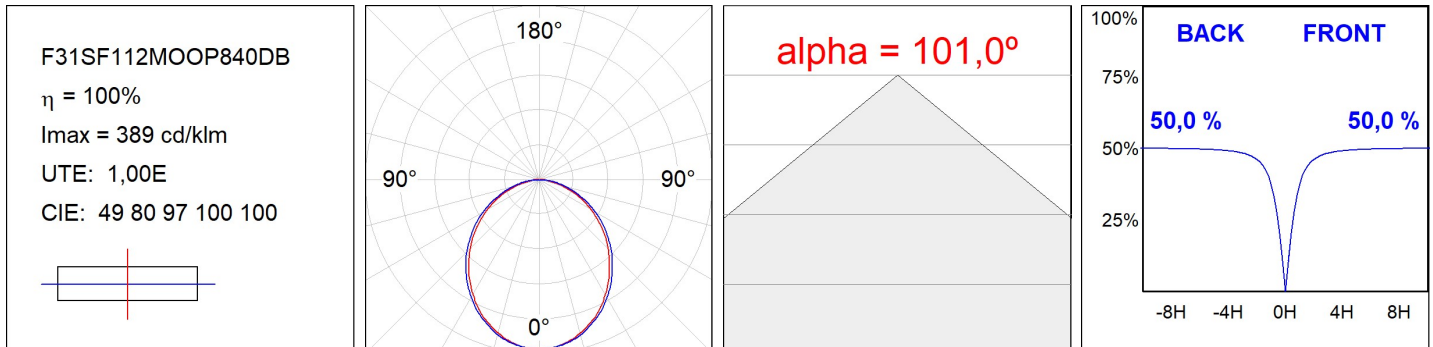 F31SF112MOOP840DB
η = 100%
Imax = 389 cd/klm
UTE: 1,00E
CIE: 49 80 97 100 100
180°
90° 90°
0°
alpha = 101,0º
100%
BACK FRONT
75%
50,0 % 50,0 %
50%
25%
-8H -4H 0H 4H 8H